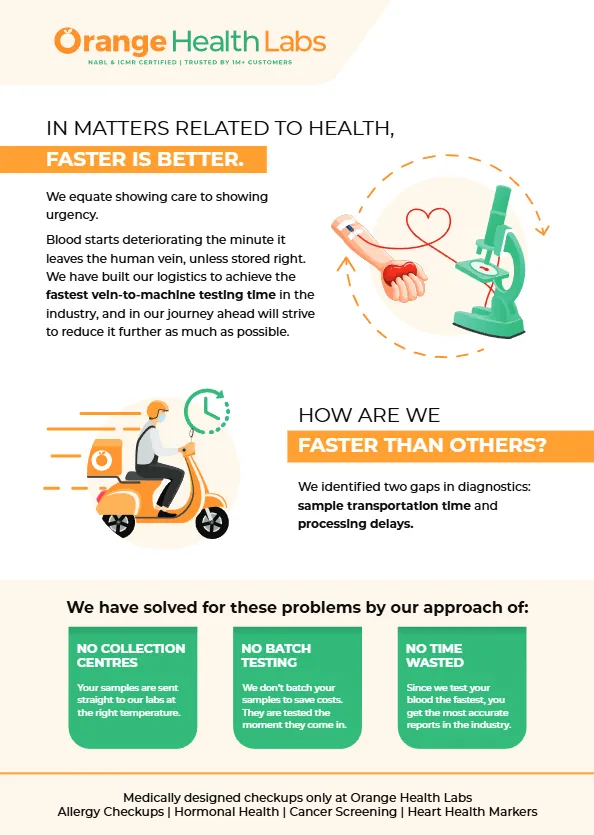 Orange Health Labs
NABL & ICMR CERTIFIED | TRUSTED BY 1M+ CUSTOMERS
IN MATTERS RELATED TO HEALTH,
FASTER IS BETTER.
We equate showing care to showing
urgency.
Blood starts deteriorating the minute it
leaves the human vein, unless stored right.
We have built our logistics to achieve the
fastest vein-to-machine testing time in the
industry, and in our journey ahead will strive
to reduce it further as much as possible.
HOW ARE WE
FASTER THAN OTHERS?
We identified two gaps in diagnostics:
sample transportation time and
processing delays.
We have solved for these problems by our approach of:
NO COLLECTION
CENTRES
Your samples are sent
straight to our labs at
the right temperature.
NO BATCH
TESTING
We don't batch your
samples to save costs.
They are tested the
moment they come in.
NO TIME
WASTED
Since we test your
blood the fastest, you
get the most accurate
reports in the industry.
Medically designed checkups only at Orange Health Labs
Allergy Checkups | Hormonal Health | Cancer Screening | Heart Health Markers